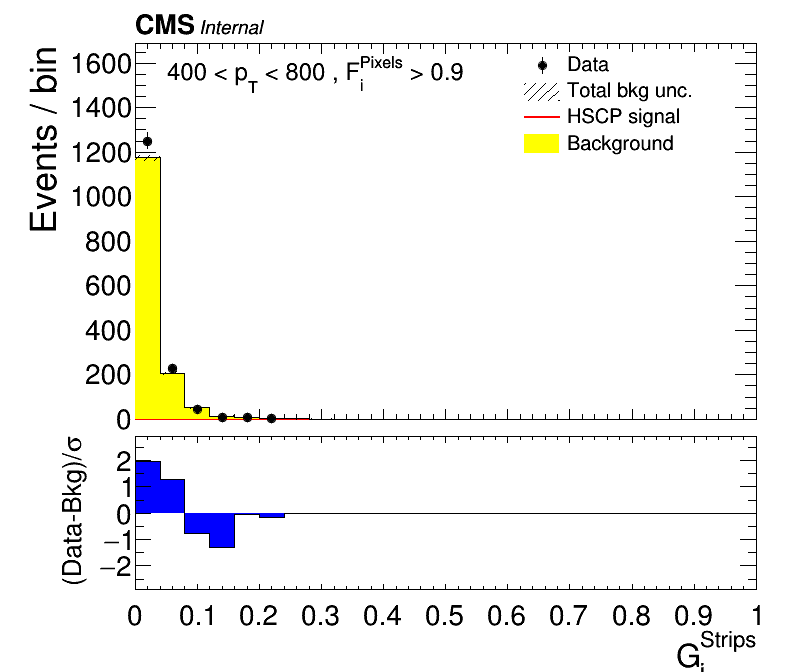 CMS Internal
400 < p_T < 800 , F_i^Pixels > 0.9
Data
Total bkg unc.
HSCP signal
Background
Events / bin
1600
1400
1200
1000
800
600
400
200
0
(Data-Bkg)/σ
2
1
0
−1
−2
0 0.1 0.2 0.3 0.4 0.5 0.6 0.7 0.8 0.9 1
G_i^Strips